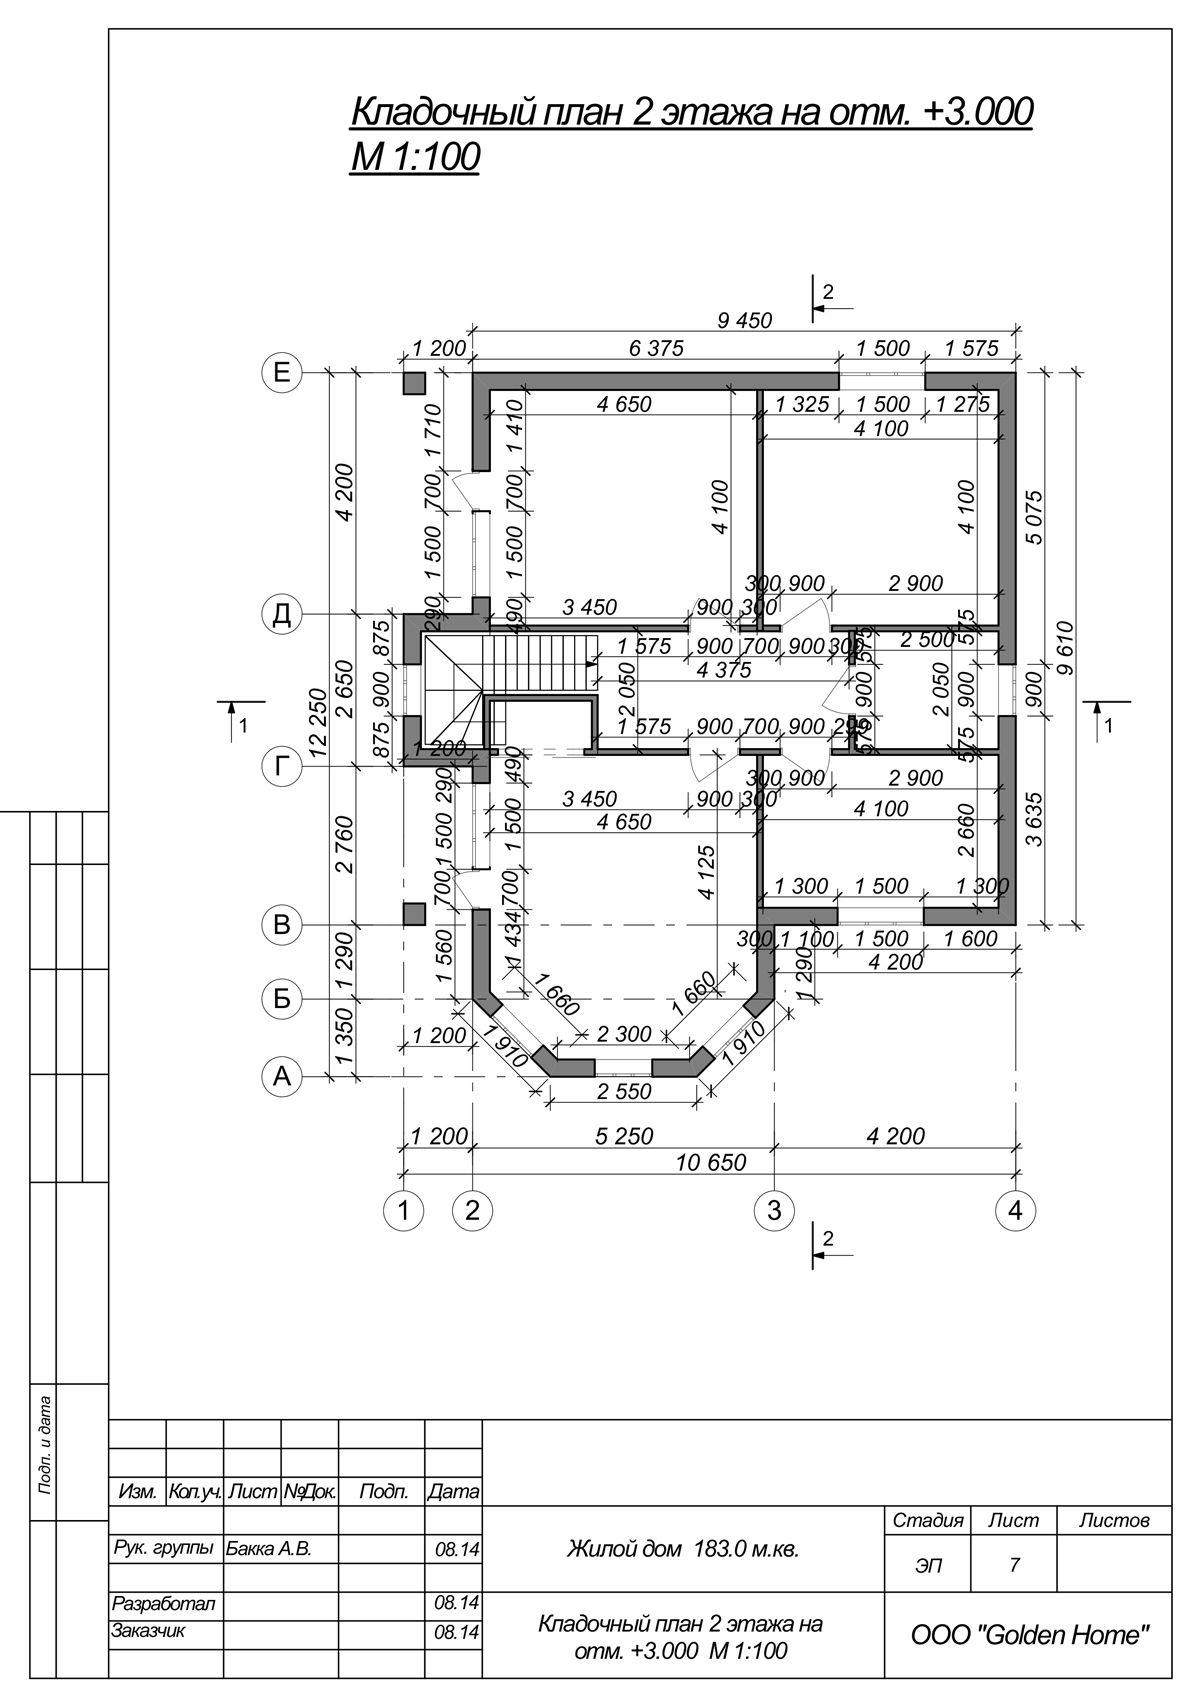 Кладочный план 2 этажа на отм. +3.000
М 1:100
2
9 450
1 200 6 375 1 500 1 575
Е
4 650 1 325 1 500 1 275
4 100
1 710 1 410
4 200
700 700
4 100 4 100
5 075
1 500 1 500
300 900 2 900
290 490 3 450 900 300
Д
875 575 575
1 575 900 700 900 300 2 500
9 610
4 375
2 650 900 2 050 900 2 050 900 900
12 250
1 1
1 575 900 700 900 295
875 575 575
1 200
Г
490
290 300 900 2 900
3 450 900 300
1 500 1 500 4 650 4 100
2 760 4 125 2 660 3 635
700 700
1 300 1 500 1 300
В
1 434
1 560 300 1 100 1 500 1 600
4 200
1 290 1 290
1 660 1 660
Б
1 350 1 200 1 910 2 300 1 910
А
2 550
1 200 5 250 4 200
10 650
1 2 3 4
2
Подп. и дата
Изм. Кол.уч. Лист №Док. Подп. Дата
Рук. группы Бакка А.В. 08.14
Разработал 08.14
Заказчик 08.14
Жилой дом 183.0 м.кв.
Стадия Лист Листов
ЭП 7
Кладочный план 2 этажа на
отм. +3.000 М 1:100
ООО "Golden Home"